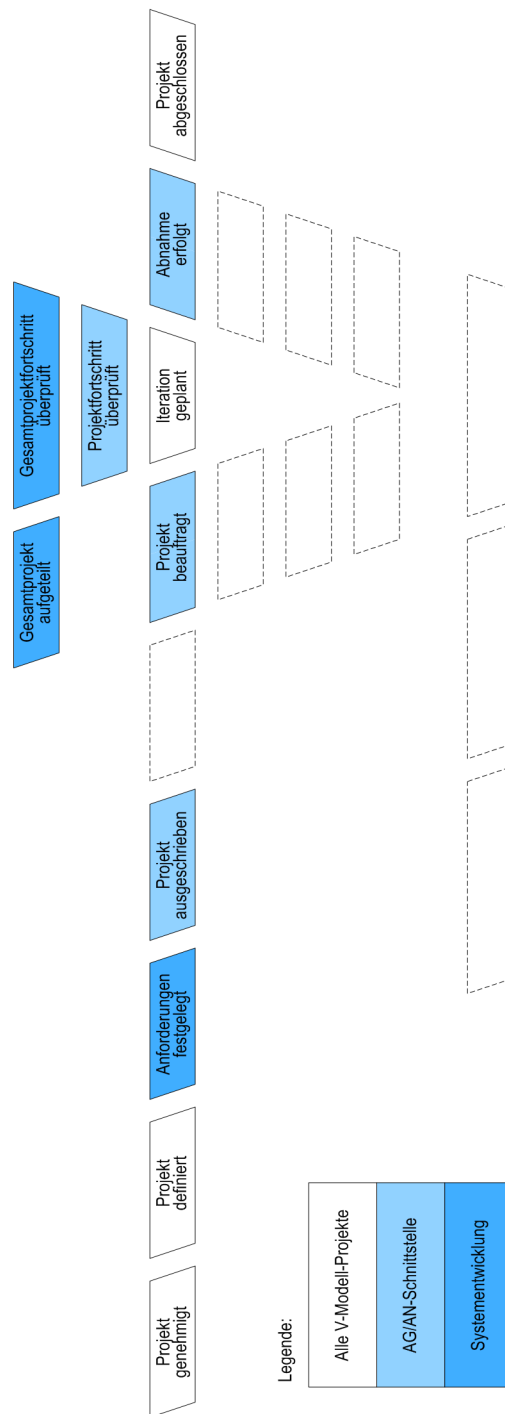 Gesamtprojekt
aufgeteilt
Gesamtprojektfortschritt
überprüft
Projektfortschritt
überprüft
Projekt
genehmigt
Projekt
definiert
Anforderungen
festgelegt
Projekt
ausgeschrieben
Projekt
beauftragt
Iteration
geplant
Abnahme
erfolgt
Projekt
abgeschlossen
Legende:
Alle V-Modell-Projekte
AG/AN-Schnittstelle
Systementwicklung